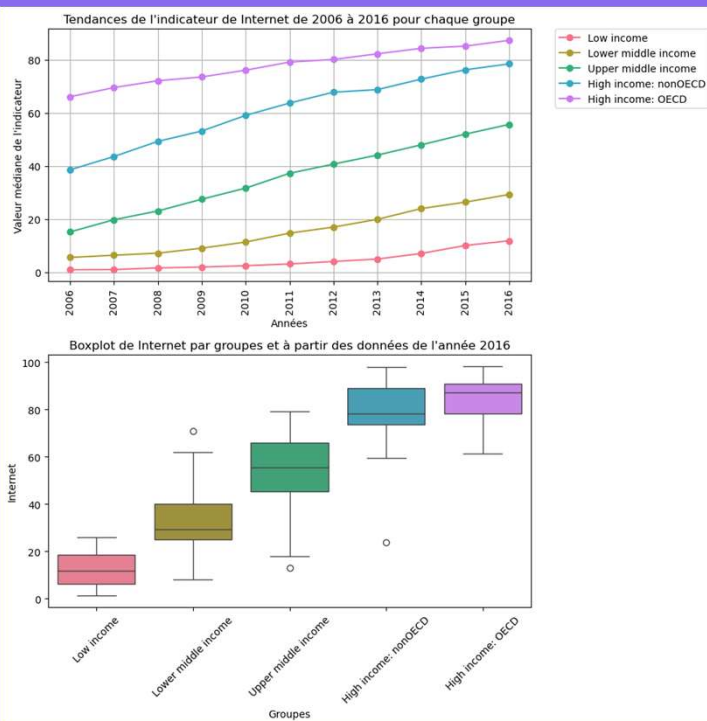 Tendances de l'indicateur de Internet de 2006 à 2016 pour chaque groupe
Low income
Lower middle income
Upper middle income
High income: nonOECD
High income: OECD
Valeur médiane de l'indicateur
80
60
40
20
0
2006
2007
2008
2009
2010
2011
2012
2013
2014
2015
2016
Années
Boxplot de Internet par groupes et à partir des données de l'année 2016
Internet
100
80
60
40
20
0
Low income
Lower middle income
Upper middle income
High income: nonOECD
High income: OECD
Groupes